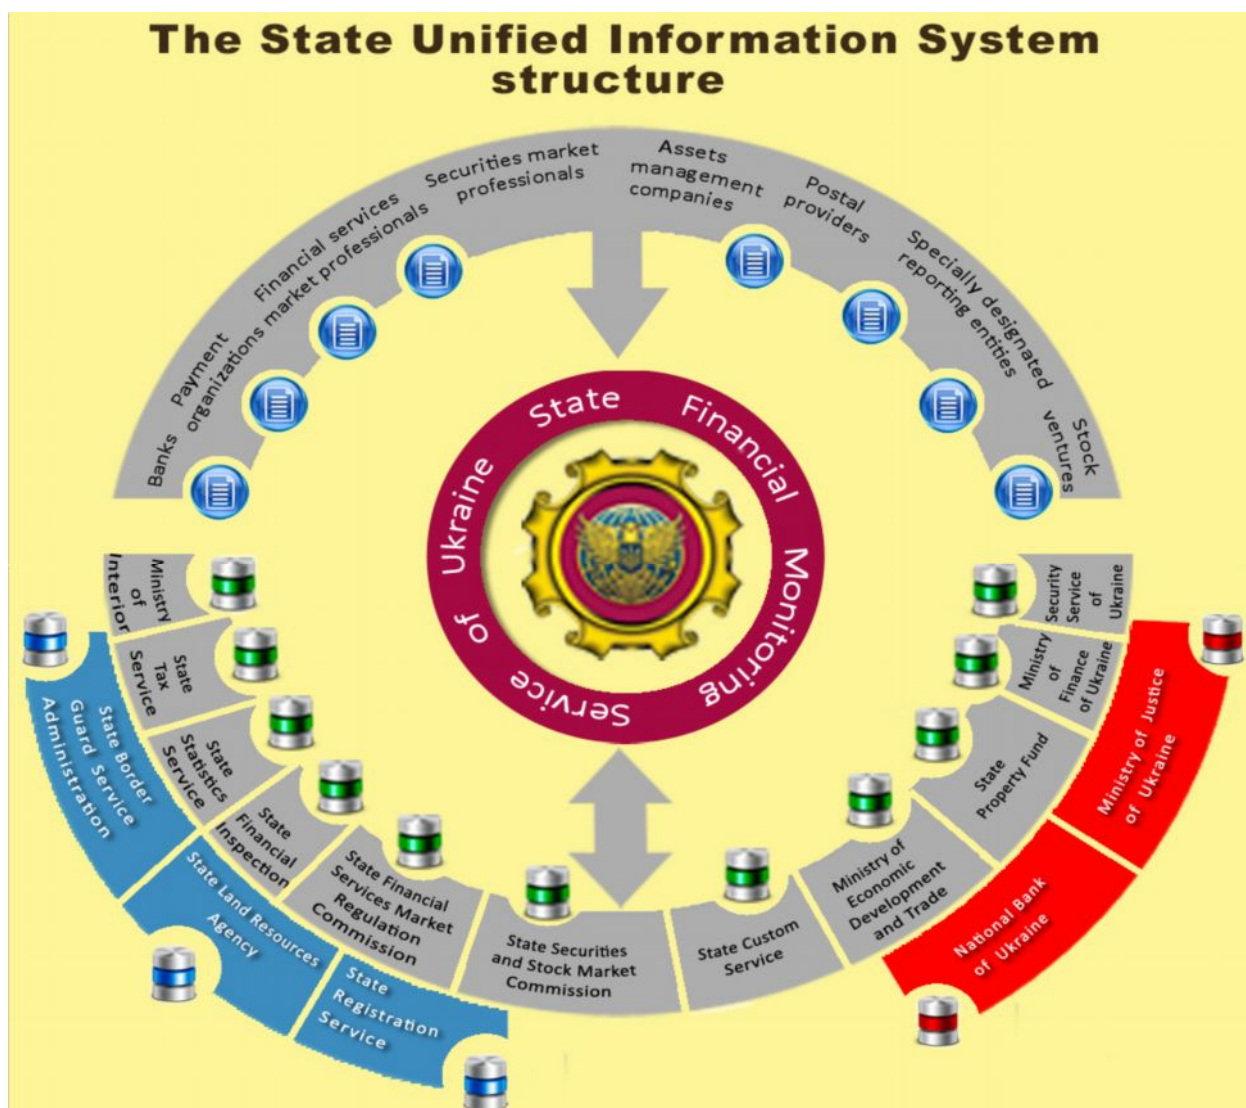 The State Unified Information System
structure
Banks
Payment
organizations
Financial services
market professionals
Securities market
professionals
Assets
management
companies
Postal
providers
Specially designated
reporting entities
Stock
ventures
State Financial Monitoring Service of Ukraine
Ministry
of
Interior
State
Tax
Service
State
Statistics
Service
State
Financial
Inspection
State Financial
Services Market
Regulation
Commission
State Securities
and Stock Market
Commission
State Custom
Service
Ministry of
Economic
Development
and Trade
State
Property Fund
Ministry
of
Finance
of Ukraine
Security
Service
of
Ukraine
State Border
Guard Service
Administration
State Land Resources
Agency
State
Registration
Service
National Bank
of Ukraine
Ministry of Justice
of Ukraine